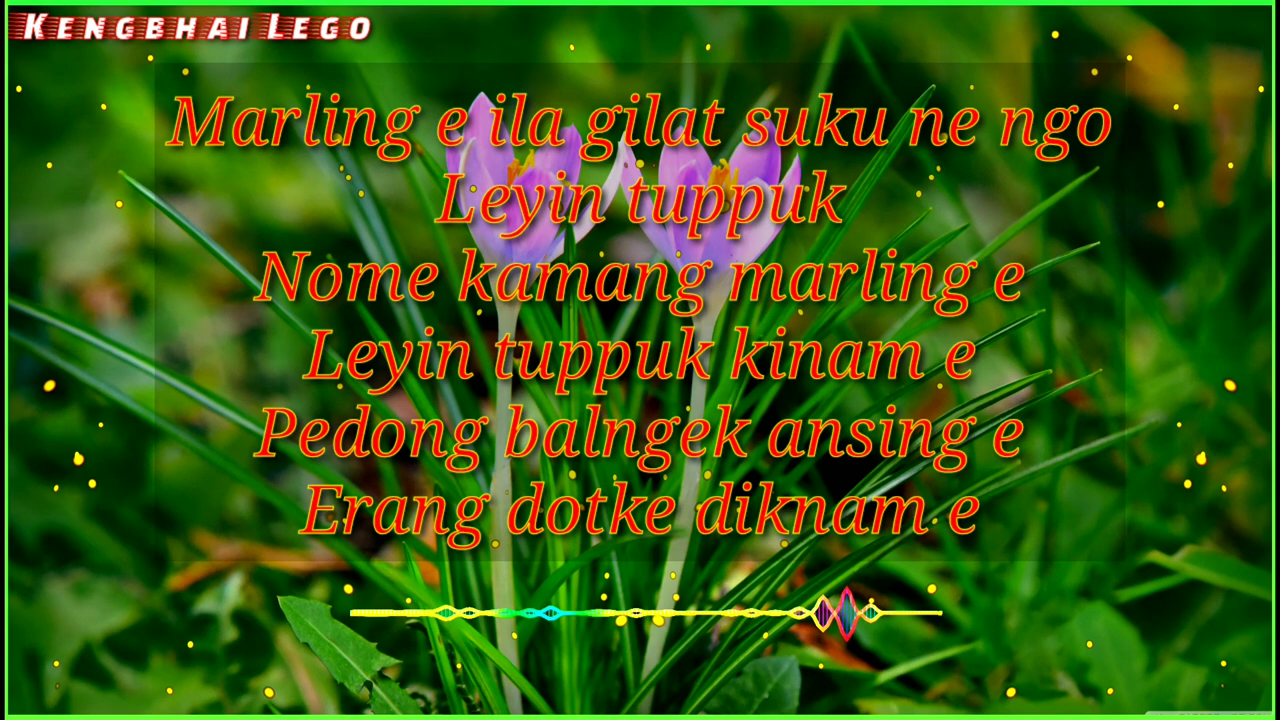 Kengbhai Lego
Marling e ila gilat suku ne ngo
Leyin tuppuk
Nome kamang marling e
Leyin tuppuk kinam e
Pedong balngek ansing e
Erang dotke diknam e